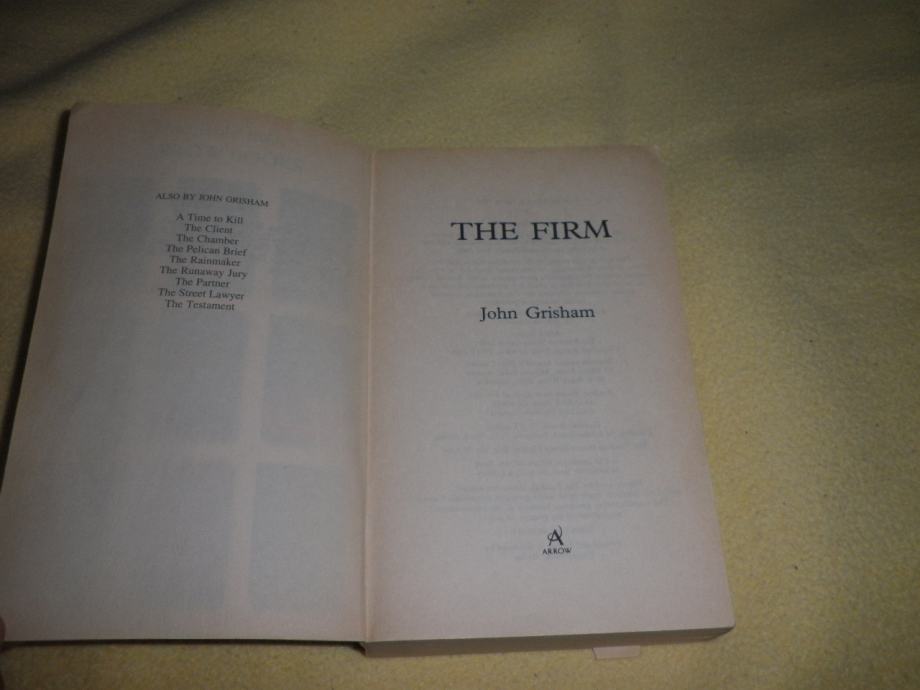 ALSO BY JOHN GRISHAM
A Time to Kill
The Client
The Chamber
The Pelican Brief
The Rainmaker
The Runaway Jury
The Partner
The Street Lawyer
The Testament
THE FIRM
John Grisham
A
ARROW